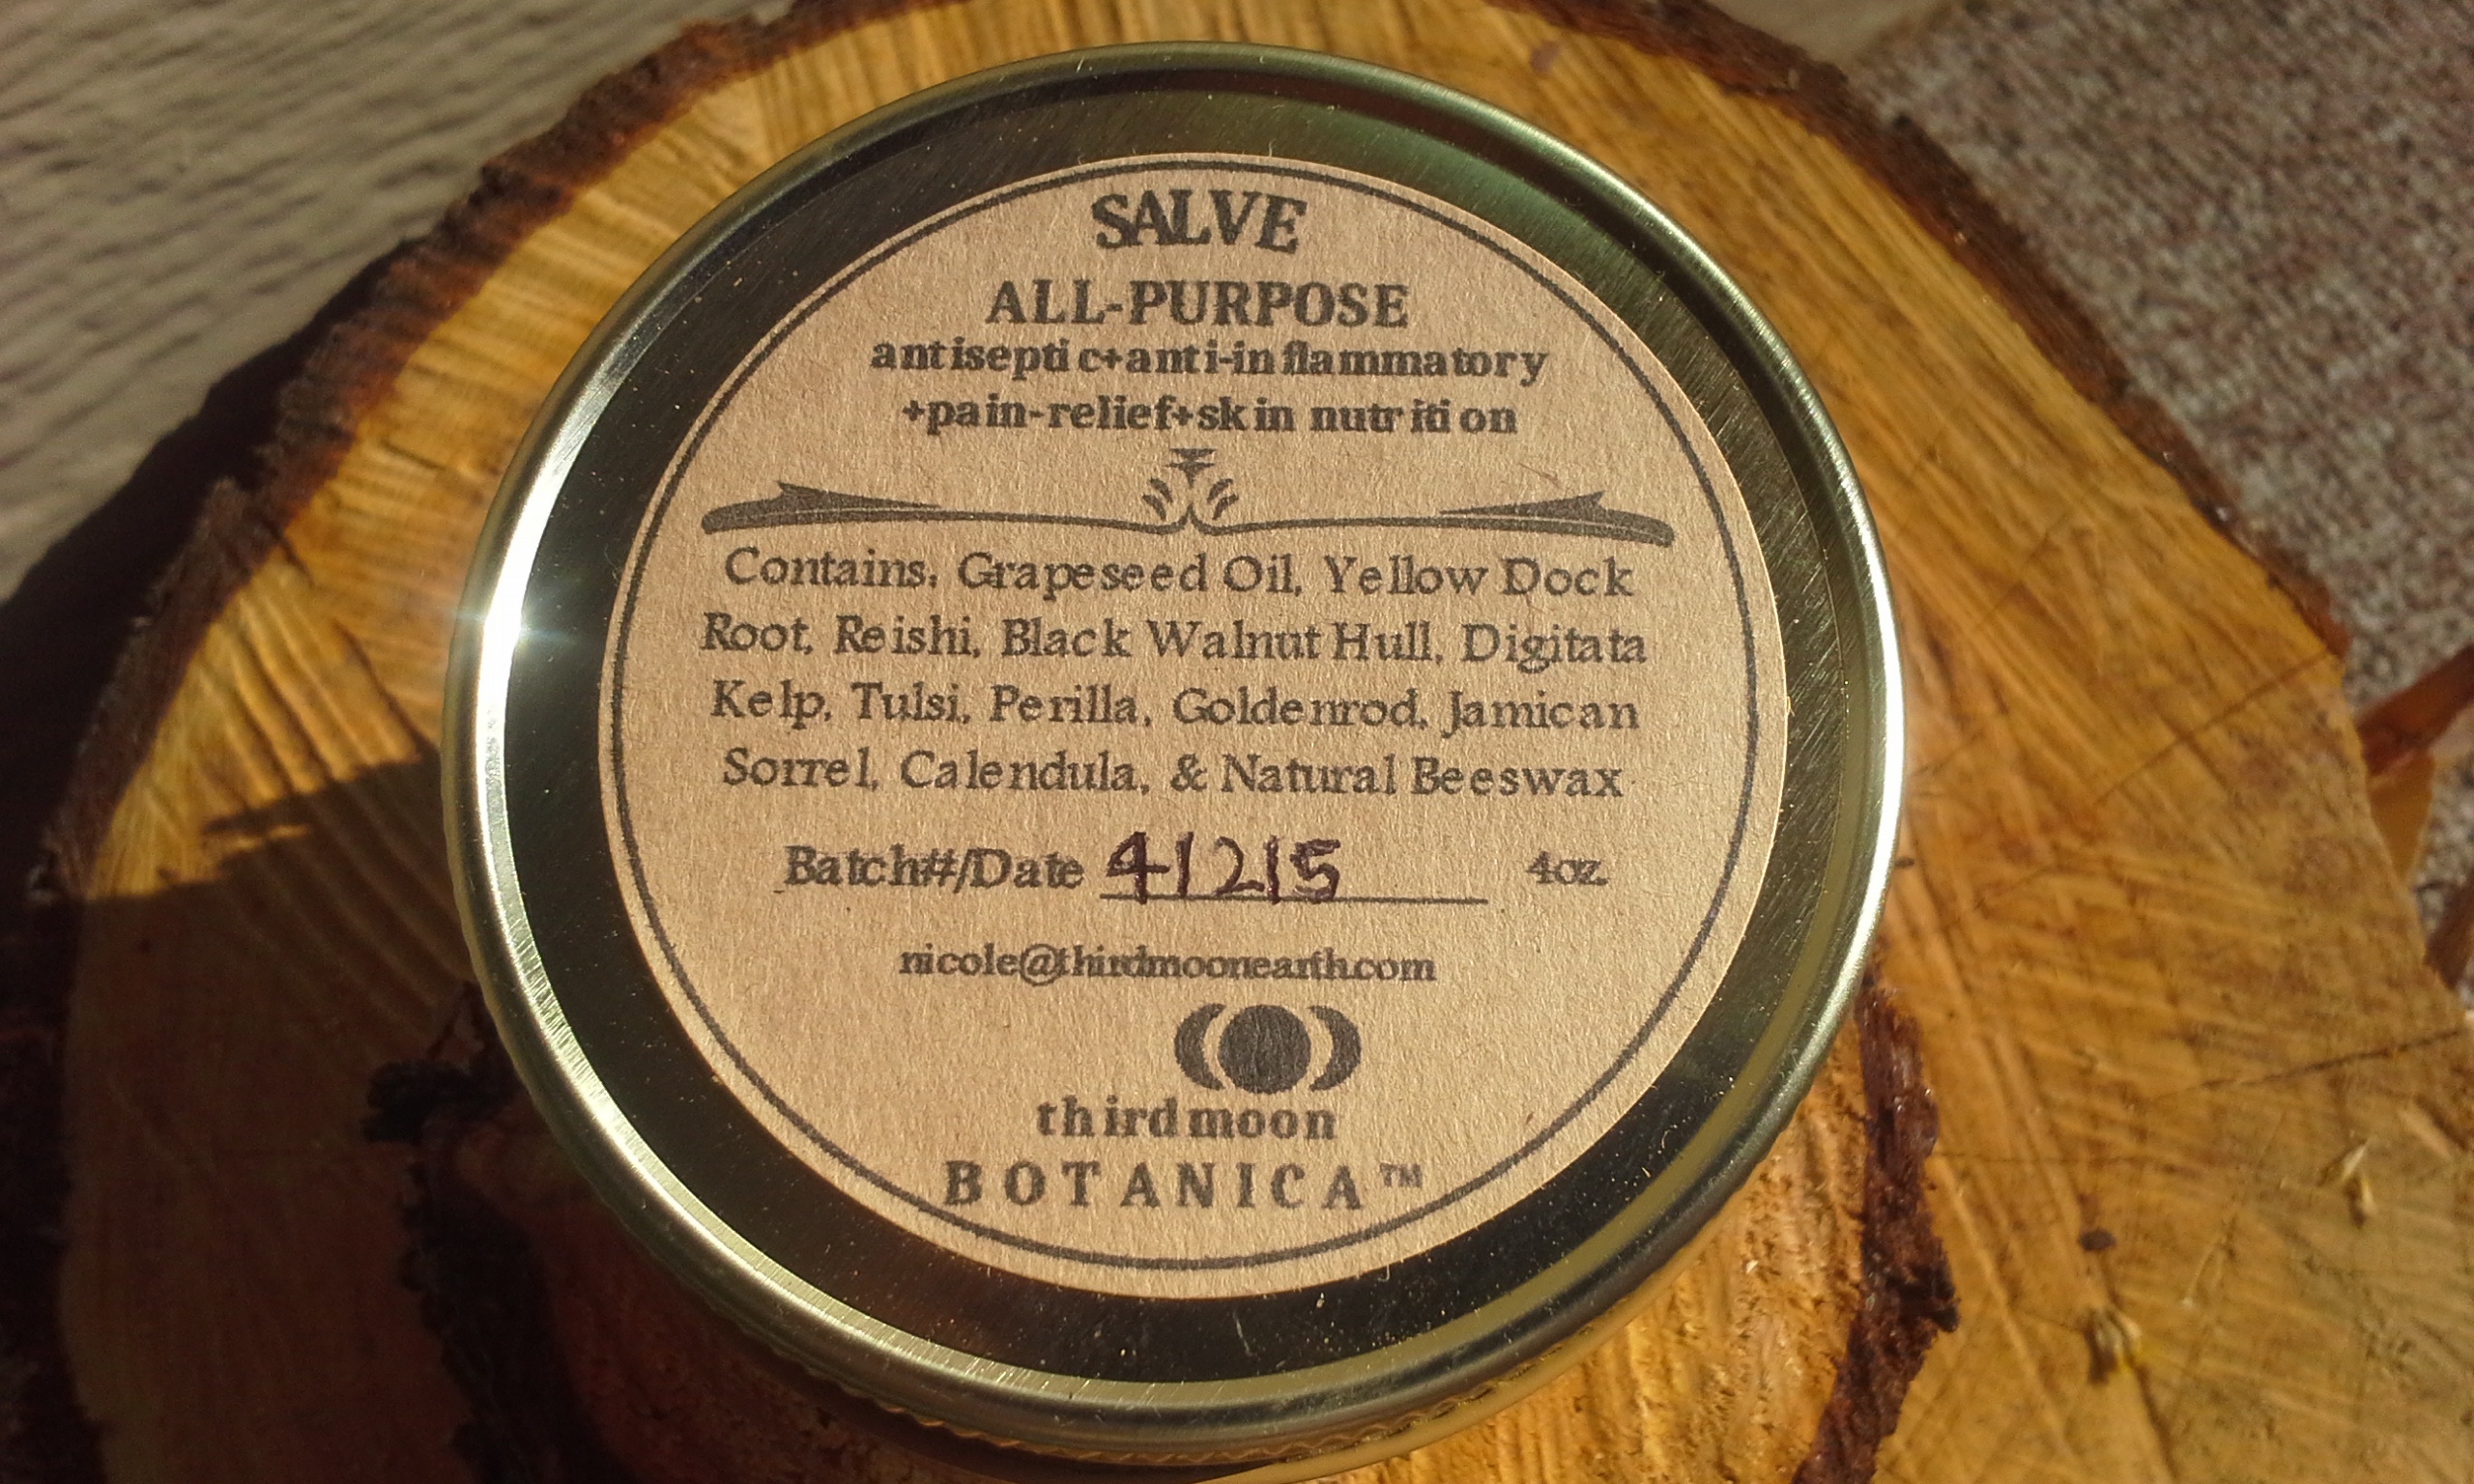 SALVE
ALL-PURPOSE
antiseptic+anti-inflammatory
+pain-relief+skin nutrition
Contains: Grapeseed Oil, Yellow Dock
Root, Reishi, Black Walnut Hull, Digitata
Kelp, Tulsi, Perilla, Goldenrod, Jamican
Sorrel, Calendula, & Natural Beeswax
Batch#/Date 41215 4oz.
nicole@thirdmoonearth.com
third moon
BOTANICA™